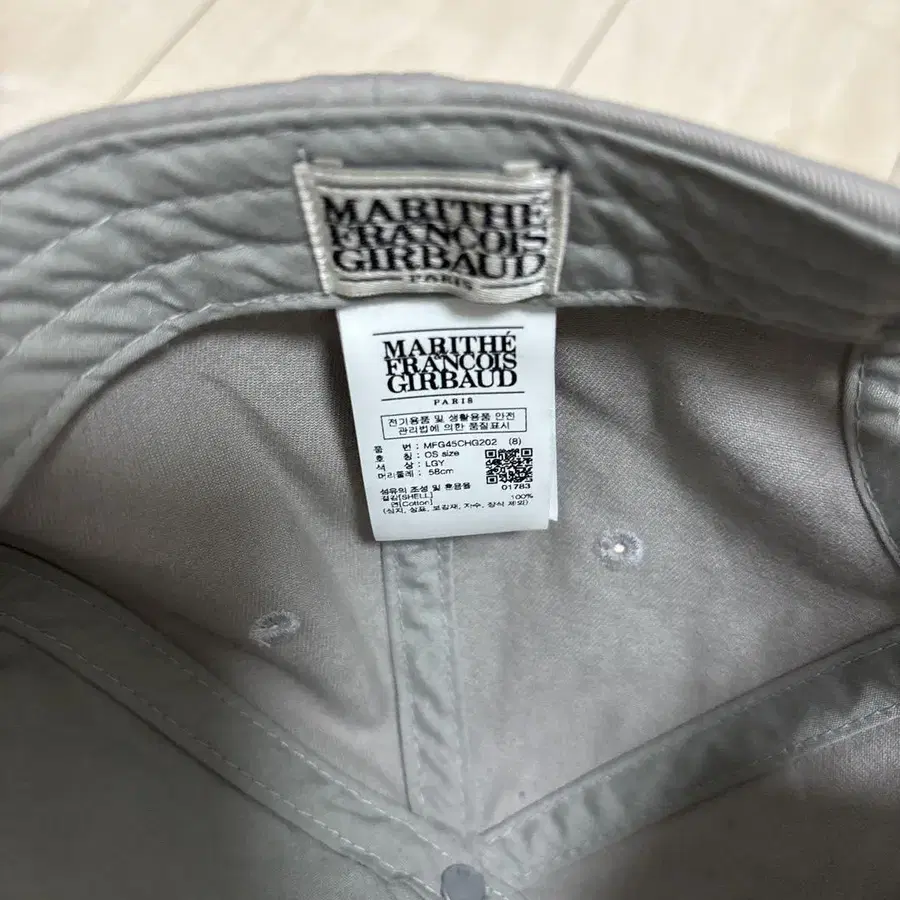 MARITHÉ
FRANCOIS
GIRBAUD
PARIS
MARITHÉ
FRANCOIS
GIRBAUD
PARIS
전기용품 및 생활용품 안전
관리법에 의한 품질표시
품 번 : MFG45CHG202 (8)
호 칭 : OS size
색 상 : LGY
머리둘레 : 58cm
01783
섬유의 조성 및 혼용율
겉감[SHELL]
면(Cotton) 100%
(심지, 상표, 보강재, 자수, 장식 제외)